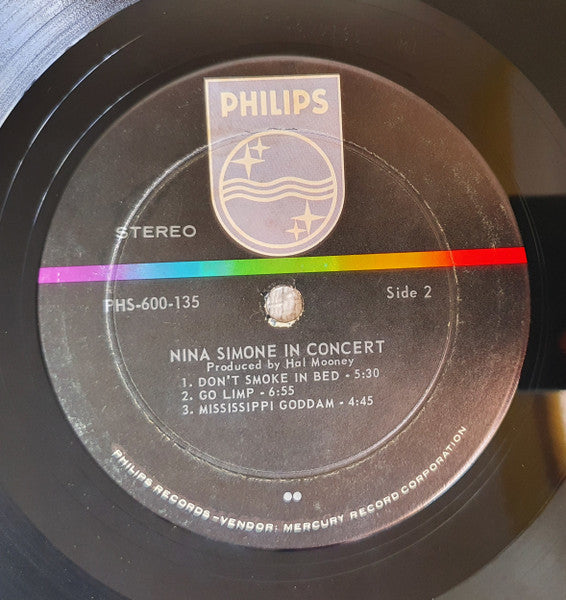 PHILIPS
STEREO
PHS-600-135
Side 2
NINA SIMONE IN CONCERT
Produced by Hal Mooney
1. DON'T SMOKE IN BED - 5:30
2. GO LIMP - 6:55
3. MISSISSIPPI GODDAM - 4:45
PHILIPS RECORDS-VENDOR: MERCURY RECORD CORPORATION